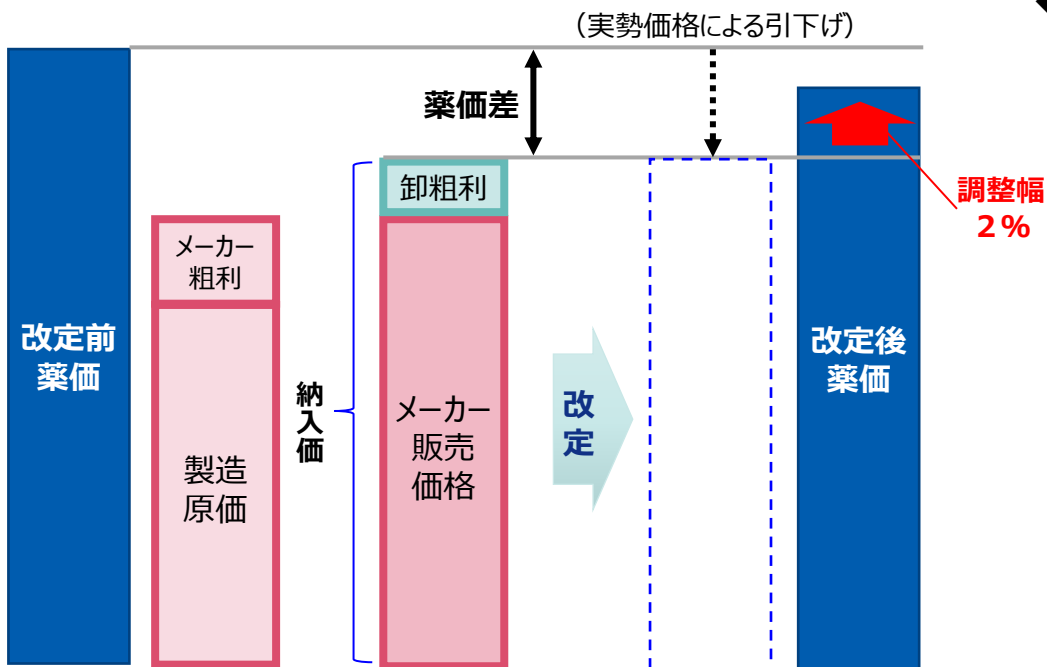 （実勢価格による引下げ）
薬価差
卸粗利
調整幅
２％
メーカー
粗利
改定前
薬価
改定後
薬価
納入価
メーカー
販売
価格
改
定
製造
原価